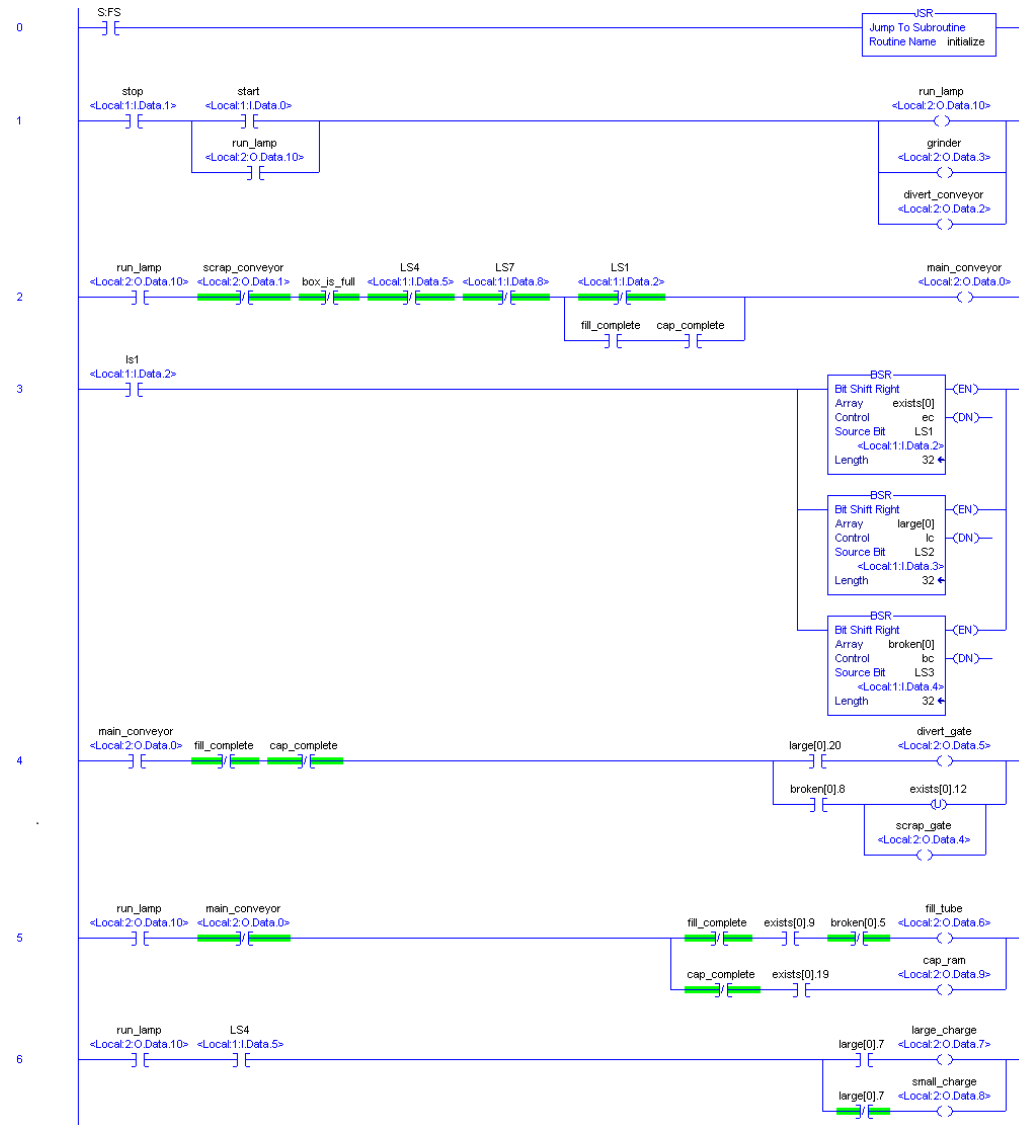 S:FS
0
JSR
Jump To Subroutine
Routine Name initialize
stop start run_lamp
<Local:1:I.Data.1> <Local:1:I.Data.0> <Local:2:O.Data.10>
1
run_lamp grinder
<Local:2:O.Data.10> <Local:2:O.Data.3>
divert_conveyor
<Local:2:O.Data.2>
run_lamp scrap_conveyor LS4 LS7 LS1 main_conveyor
<Local:2:O.Data.10> <Local:2:O.Data.1> box_is_full <Local:1:I.Data.5> <Local:1:I.Data.8> <Local:1:I.Data.2> <Local:2:O.Data.0>
2
fill_complete cap_complete
ls1
<Local:1:I.Data.2>
3
BSR
Bit Shift Right (EN)
Array exists[0]
Control ec (DN)
Source Bit LS1
<Local:1:I.Data.2>
Length 32
BSR
Bit Shift Right (EN)
Array large[0]
Control lc (DN)
Source Bit LS2
<Local:1:I.Data.3>
Length 32
BSR
Bit Shift Right (EN)
Array broken[0]
Control bc (DN)
Source Bit LS3
<Local:1:I.Data.4>
Length 32
main_conveyor divert_gate
<Local:2:O.Data.0> fill_complete cap_complete large[0].20 <Local:2:O.Data.5>
4
broken[0].8 exists[0].12
U
scrap_gate
<Local:2:O.Data.4>
run_lamp main_conveyor fill_tube
<Local:2:O.Data.10> <Local:2:O.Data.0> fill_complete exists[0].9 broken[0].5 <Local:2:O.Data.6>
5
cap_ram
cap_complete exists[0].19 <Local:2:O.Data.9>
run_lamp LS4 large_charge
<Local:2:O.Data.10> <Local:1:I.Data.5> large[0].7 <Local:2:O.Data.7>
6
small_charge
large[0].7 <Local:2:O.Data.8>